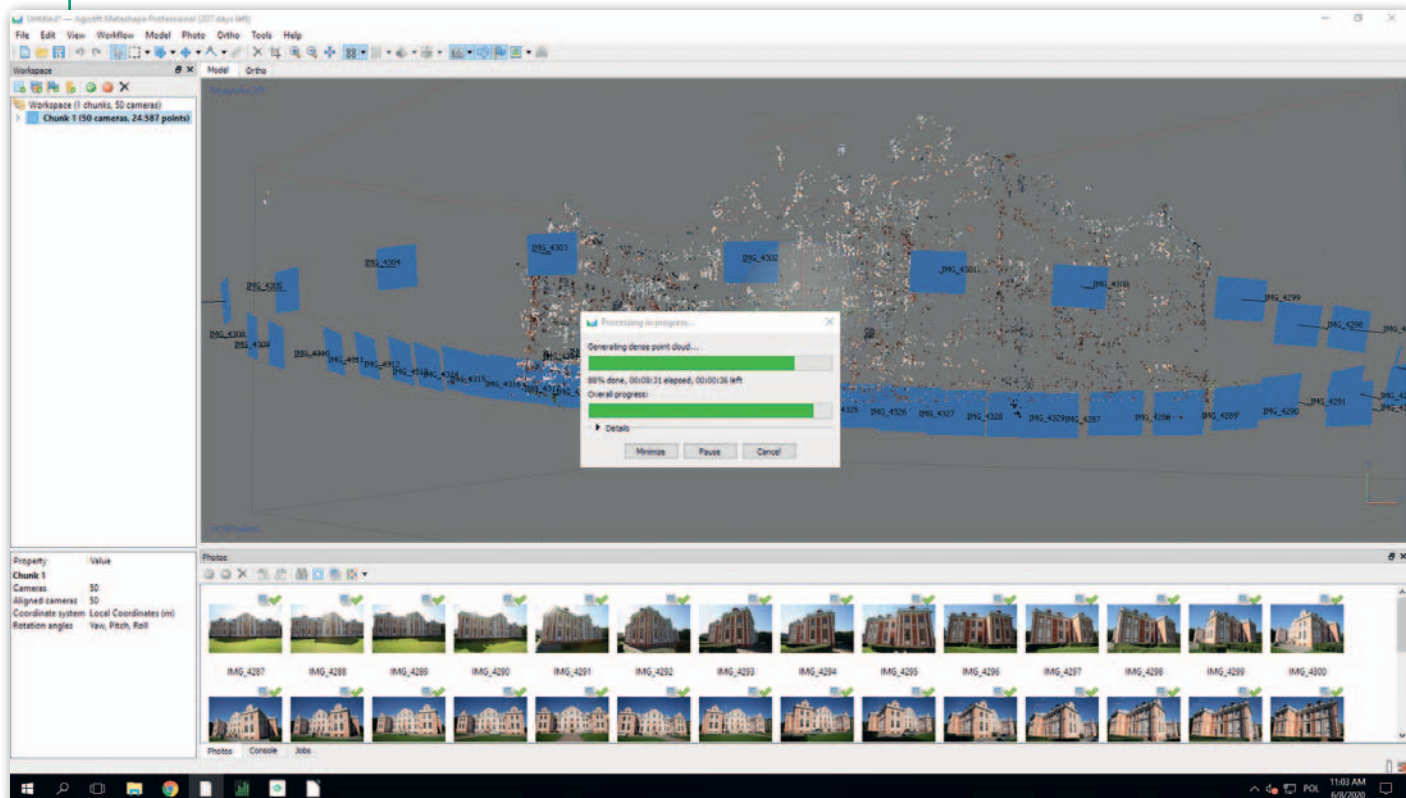 Untitled* — Agisoft Metashape Professional (207 days left)
File Edit View Workflow Model Photo Ortho Tools Help
Workspace
Model Ortho
Workspace (1 chunks, 50 cameras)
Chunk 1 (50 cameras, 24.587 points)
IMG_4303
IMG_4302
IMG_4304
IMG_4301
IMG_4300
IMG_4305
IMG_4299
IMG_4298
IMG_4308
IMG_4309
IMG_4312
IMG_4315
Processing in progress...
Generating dense point cloud...
88% done, 00:08:31 elapsed, 00:00:36 left
Overall progress:
Details
Minimize Pause Cancel
IMG_4291
IMG_4326 IMG_4327 IMG_4328 IMG_4329 IMG_4287 IMG_4288 IMG_4289 IMG_4290
Property Value
Chunk 1
Cameras 50
Aligned cameras 50
Coordinate system Local Coordinates (m)
Rotation angles Yaw, Pitch, Roll
Photos
IMG_4287 IMG_4288 IMG_4289 IMG_4290 IMG_4291 IMG_4292 IMG_4293 IMG_4294 IMG_4295 IMG_4296 IMG_4297 IMG_4298 IMG_4299 IMG_4300
Photos Console Jobs
POL
11:03 AM
6/8/2020